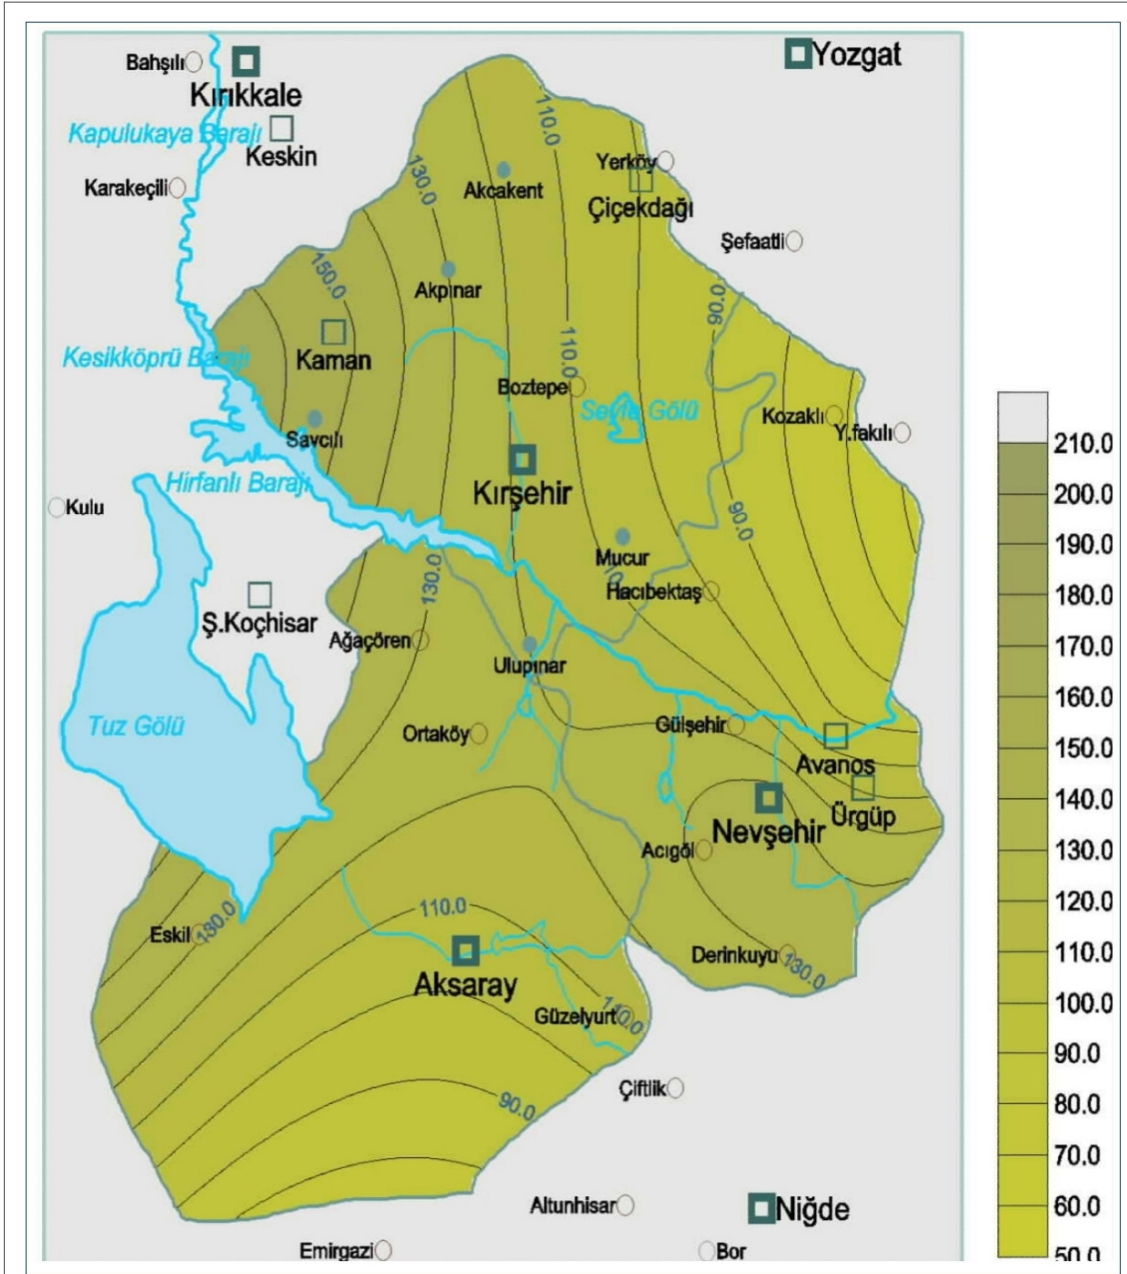 Bahşılı
Kırıkkale
Yozgat
Kapulukaya Barajı
Keskin
Karakeçili
110.0
130.0
Akcakent
Yerköy
Çiçekdağı
Şefaatli
150.0
Akpınar
90.0
Kesikköprü Barajı
Kaman
110.0
Boztepe
Seyfe Gölü
Kozaklı
Y.fakılı
210.0
Savcılı
Hirfanlı Barajı
Kırşehir
200.0
Kulu
90.0
190.0
Mucur
130.0
Hacıbektaş
180.0
Ş.Koçhisar
Ağaçören
Ulupınar
170.0
160.0
Tuz Gölü
Ortaköy
Gülşehir
Avanos
150.0
Nevşehir
Ürgüp
140.0
Acıgöl
130.0
110.0
120.0
Eskil
130.0
Aksaray
Derinkuyu
130.0
110.0
100.0
Güzelyurt
110.0
90.0
Çiftlik
90.0
80.0
70.0
Altunhisar
Niğde
60.0
Emirgazi
Bor
50.0